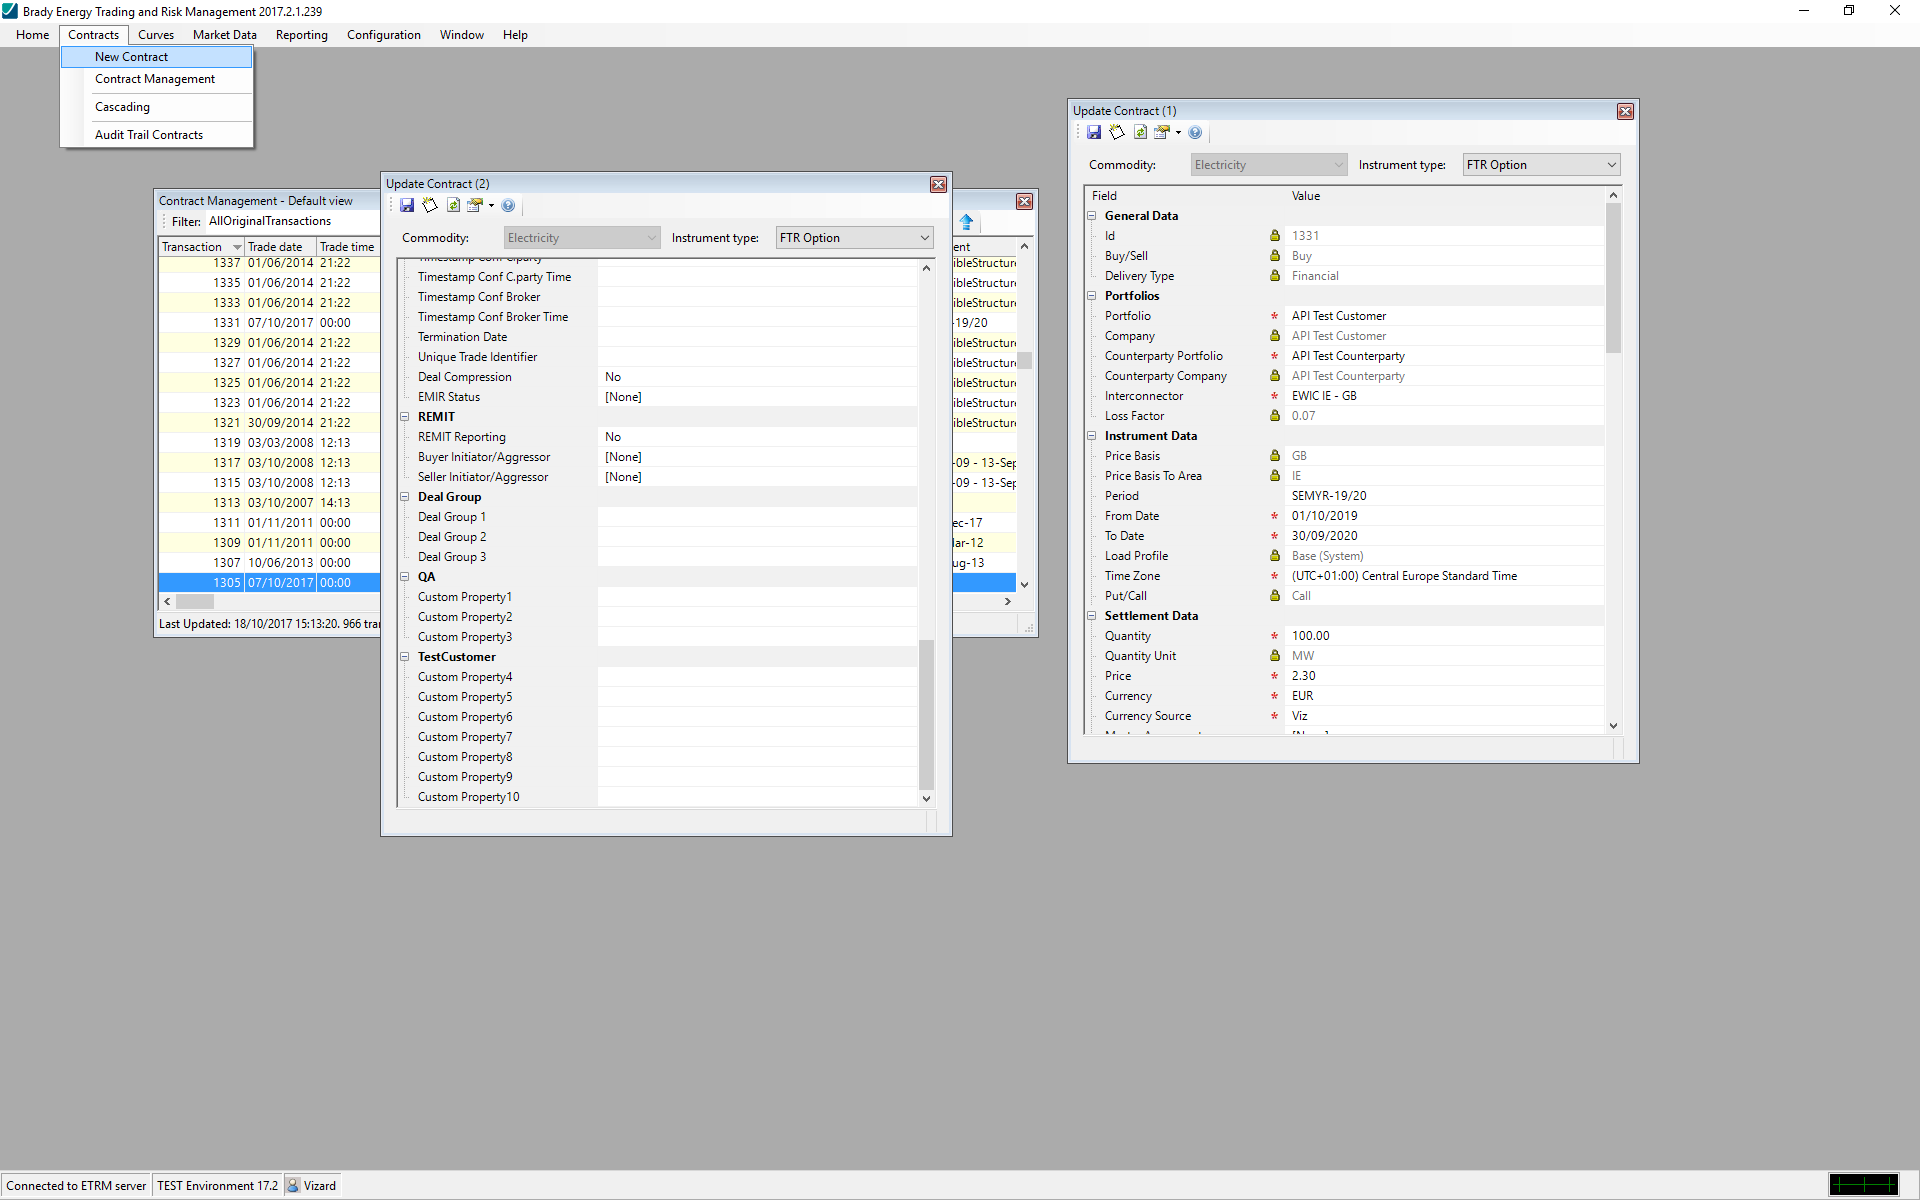 Brady Energy Trading and Risk Management 2017.2.1.239
Home Contracts Curves Market Data Reporting Configuration Window Help
New Contract
Contract Management
Cascading
Audit Trail Contracts
Contract Management - Default view
Filter: AllOriginalTransactions
Transaction Trade date Trade time ent
1337 01/06/2014 21:22 ibleStructure
1335 01/06/2014 21:22 ibleStructure
1333 01/06/2014 21:22 ibleStructure
1331 07/10/2017 00:00 -19/20
1329 01/06/2014 21:22 ibleStructure
1327 01/06/2014 21:22 ibleStructure
1325 01/06/2014 21:22 ibleStructure
1323 01/06/2014 21:22 ibleStructure
1321 30/09/2014 21:22 ibleStructure
1319 03/03/2008 12:13
1317 03/10/2008 12:13 -09 - 13-Sep
1315 03/10/2008 12:13 -09 - 13-Sep
1313 03/10/2007 14:13
1311 01/11/2011 00:00 ec-17
1309 01/11/2011 00:00 ar-12
1307 10/06/2013 00:00 ug-13
1305 07/10/2017 00:00
Last Updated: 18/10/2017 15:13:20. 966 tra
Update Contract (2)
Commodity: Electricity Instrument type: FTR Option
Timestamp Conf C.party
Timestamp Conf C.party Time
Timestamp Conf Broker
Timestamp Conf Broker Time
Termination Date
Unique Trade Identifier
Deal Compression No
EMIR Status [None]
REMIT
REMIT Reporting No
Buyer Initiator/Aggressor [None]
Seller Initiator/Aggressor [None]
Deal Group
Deal Group 1
Deal Group 2
Deal Group 3
QA
Custom Property1
Custom Property2
Custom Property3
TestCustomer
Custom Property4
Custom Property5
Custom Property6
Custom Property7
Custom Property8
Custom Property9
Custom Property10
Update Contract (1)
Commodity: Electricity Instrument type: FTR Option
Field Value
General Data
Id 1331
Buy/Sell Buy
Delivery Type Financial
Portfolios
Portfolio * API Test Customer
Company API Test Customer
Counterparty Portfolio * API Test Counterparty
Counterparty Company API Test Counterparty
Interconnector * EWIC IE - GB
Loss Factor 0.07
Instrument Data
Price Basis GB
Price Basis To Area IE
Period SEMYR-19/20
From Date * 01/10/2019
To Date * 30/09/2020
Load Profile Base (System)
Time Zone * (UTC+01:00) Central Europe Standard Time
Put/Call Call
Settlement Data
Quantity * 100.00
Quantity Unit MW
Price * 2.30
Currency * EUR
Currency Source * Viz
Connected to ETRM server TEST Environment 17.2 Vizard